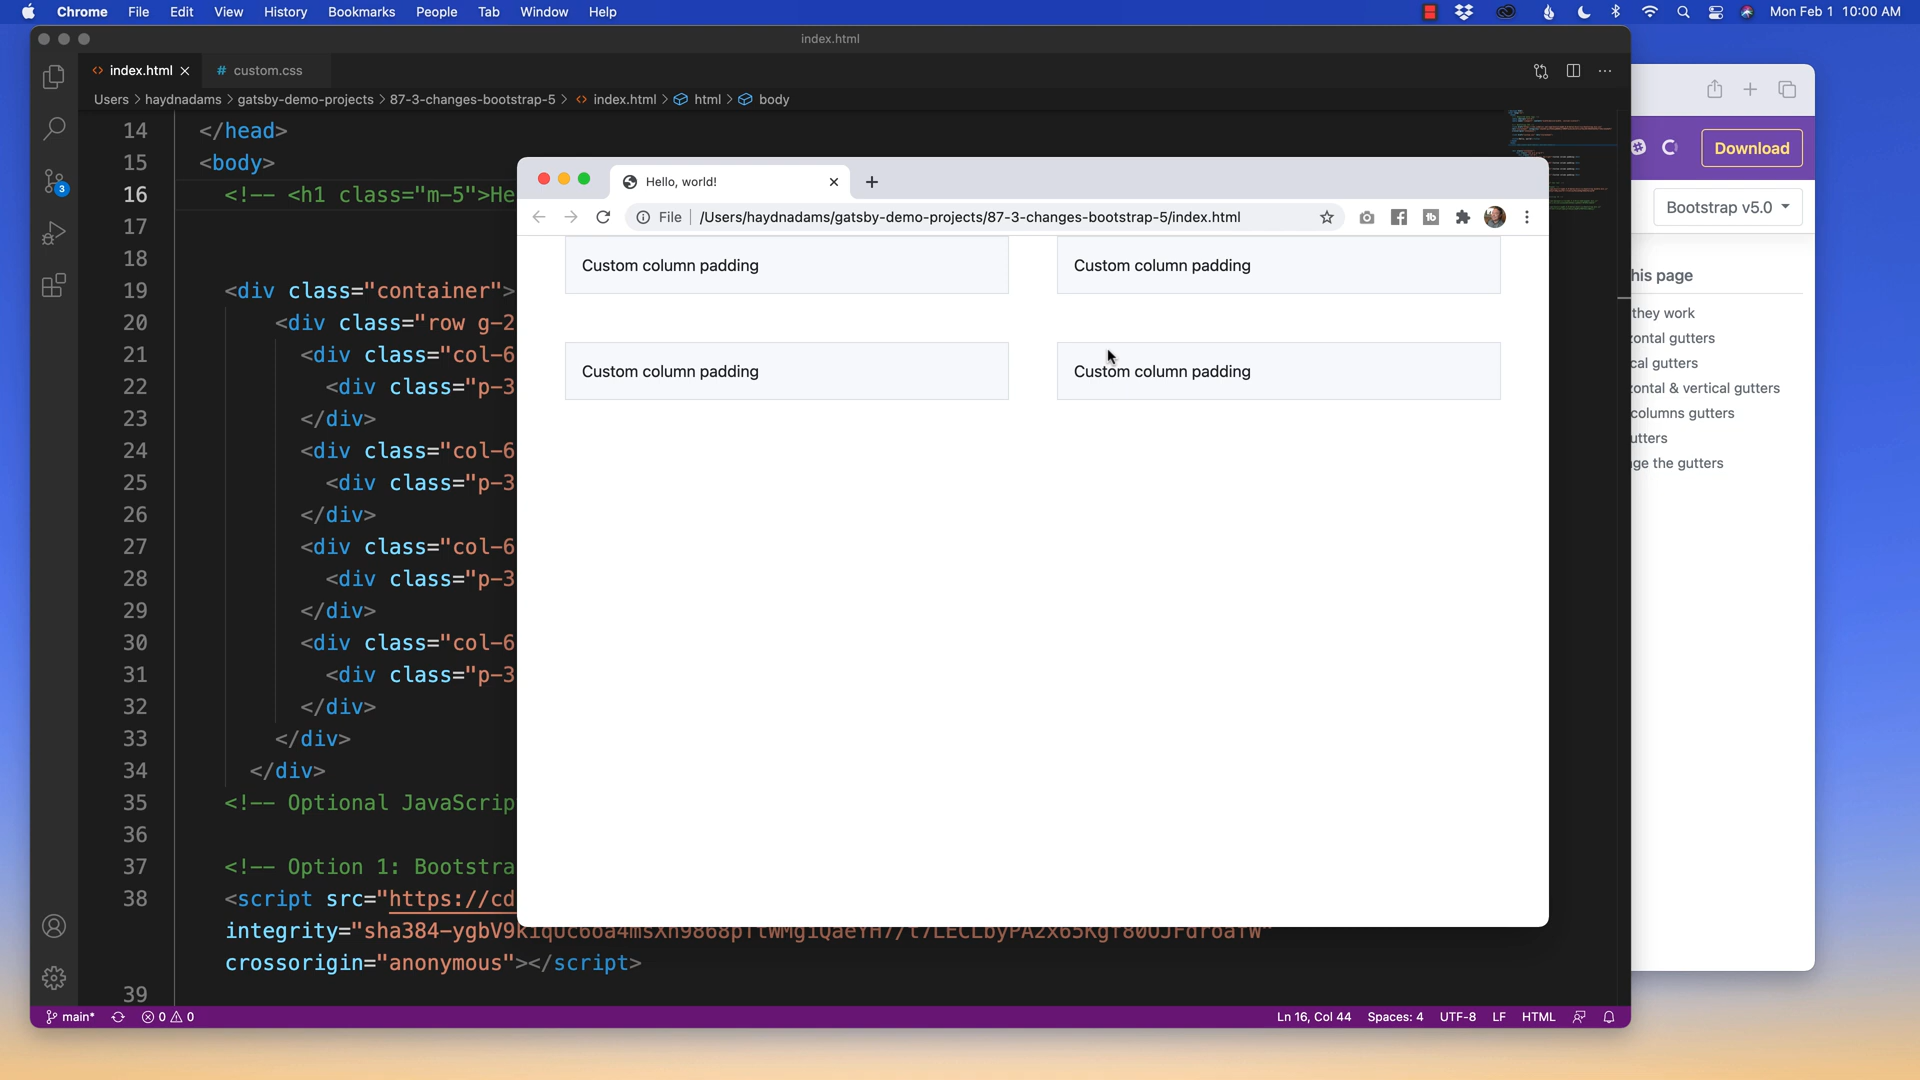 Chrome File Edit View History Bookmarks People Tab Window Help Mon Feb 1 10:00 AM
index.html
<> index.html # custom.css
Users > haydnadams > gatsby-demo-projects > 87-3-changes-bootstrap-5 > <> index.html > html > body
14 </head>
15 <body>
16 <!-- <h1 class="m-5">He
17
18
19 <div class="container">
20 <div class="row g-2
21 <div class="col-6
22 <div class="p-3
23 </div>
24 <div class="col-6
25 <div class="p-3
26 </div>
27 <div class="col-6
28 <div class="p-3
29 </div>
30 <div class="col-6
31 <div class="p-3
32 </div>
33 </div>
34 </div>
35 <!-- Optional JavaScrip
36
37 <!-- Option 1: Bootstra
38 <script src="https://cd
integrity="sha384-ygbV9k
crossorigin="anonymous"></script>
39
3
main* 0 0 Ln 16, Col 44 Spaces: 4 UTF-8 LF HTML
Hello, world!
File /Users/haydnadams/gatsby-demo-projects/87-3-changes-bootstrap-5/index.html
Custom column padding Custom column padding
Custom column padding Custom column padding
Download
Bootstrap v5.0
his page
they work
zontal gutters
cal gutters
zontal & vertical gutters
columns gutters
utters
ge the gutters